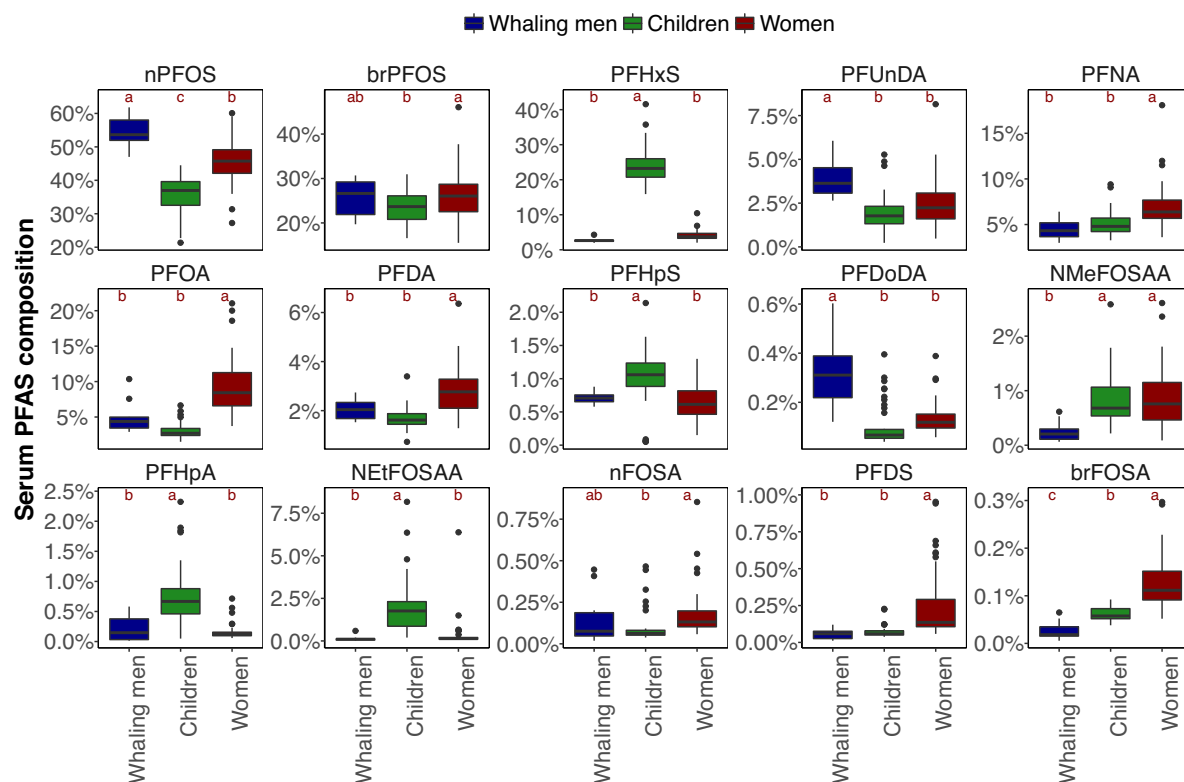 Whaling men Children Women
nPFOS brPFOS PFHxS PFUnDA PFNA
a c b ab b a b a b a b b b b a
60% 50% 40% 30% 20%
40% 30% 20%
40% 30% 20% 10% 0%
7.5% 5.0% 2.5% 0.0%
15% 10% 5%
Serum PFAS composition
PFOA PFDA PFHpS PFDoDA NMeFOSAA
b b a b b a b a b a b b b a a
20% 15% 10% 5%
6% 4% 2%
2.0% 1.5% 1.0% 0.5% 0.0%
0.6% 0.4% 0.2%
2% 1% 0%
PFHpA NEtFOSAA nFOSA PFDS brFOSA
b a b b a b ab b a b b a c b a
2.5% 2.0% 1.5% 1.0% 0.5% 0.0%
7.5% 5.0% 2.5% 0.0%
0.75% 0.50% 0.25% 0.00%
1.00% 0.75% 0.50% 0.25% 0.00%
0.3% 0.2% 0.1% 0.0%
Whaling men Children Women
Whaling men Children Women
Whaling men Children Women
Whaling men Children Women
Whaling men Children Women